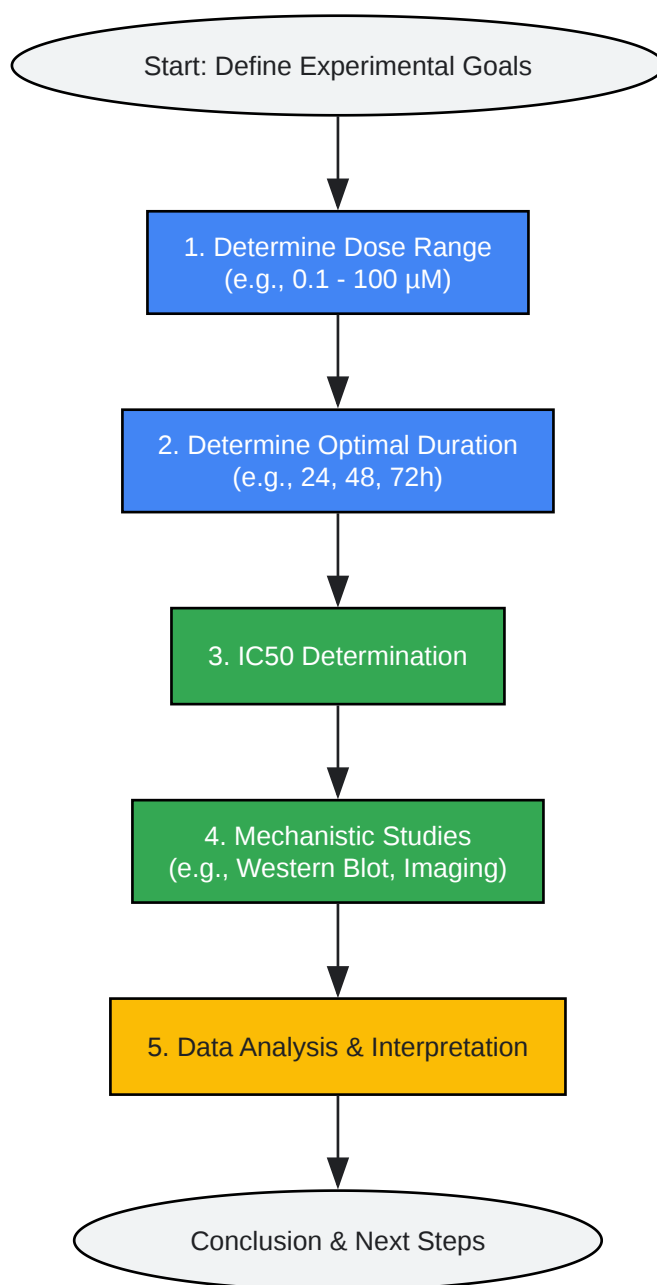 Start: Define Experimental Goals
1. Determine Dose Range
(e.g., 0.1 - 100 µM)
2. Determine Optimal Duration
(e.g., 24, 48, 72h)
3. IC50 Determination
4. Mechanistic Studies
(e.g., Western Blot, Imaging)
5. Data Analysis & Interpretation
Conclusion & Next Steps